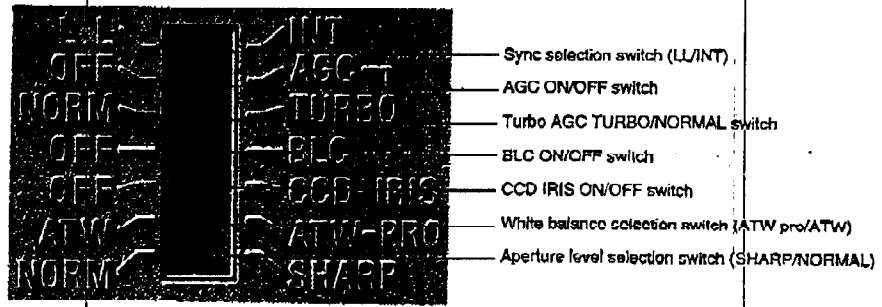 L.L INT
OFF AGC
NORM TURBO
OFF BLC
OFF CCD-IRIS
ATW ATW-PRO
NORM SHARP
Sync selection switch (LL/INT)
AGC ON/OFF switch
Turbo AGC TURBO/NORMAL switch
BLC ON/OFF switch
CCD IRIS ON/OFF switch
White balance selection switch (ATW pro/ATW)
Aperture level selection switch (SHARP/NORMAL)